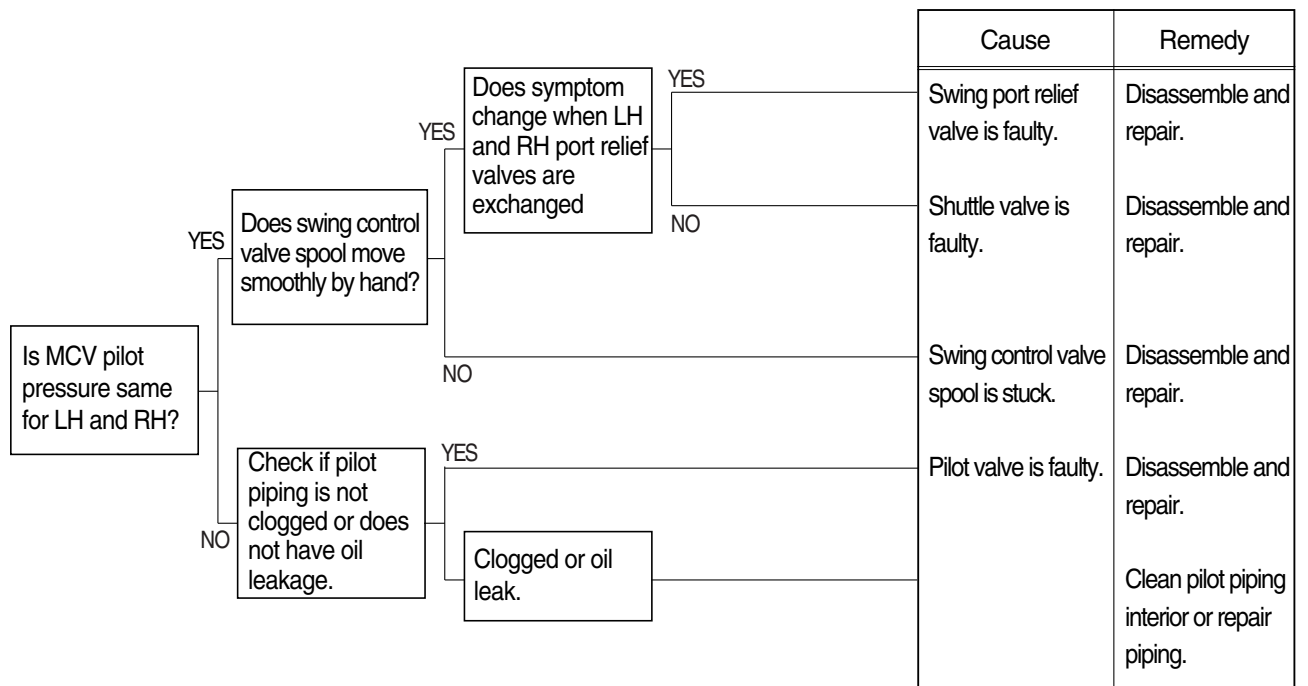 Cause
Remedy
Does symptom
change when LH
and RH port relief
valves are
exchanged
YES
NO
YES
Swing port relief
valve is faulty.
Disassemble and
repair.
Shuttle valve is
faulty.
Disassemble and
repair.
Does swing control
valve spool move
smoothly by hand?
YES
NO
Swing control valve
spool is stuck.
Disassemble and
repair.
Is MCV pilot
pressure same
for LH and RH?
NO
Check if pilot
piping is not
clogged or does
not have oil
leakage.
YES
Pilot valve is faulty.
Disassemble and
repair.
Clogged or oil
leak.
Clean pilot piping
interior or repair
piping.